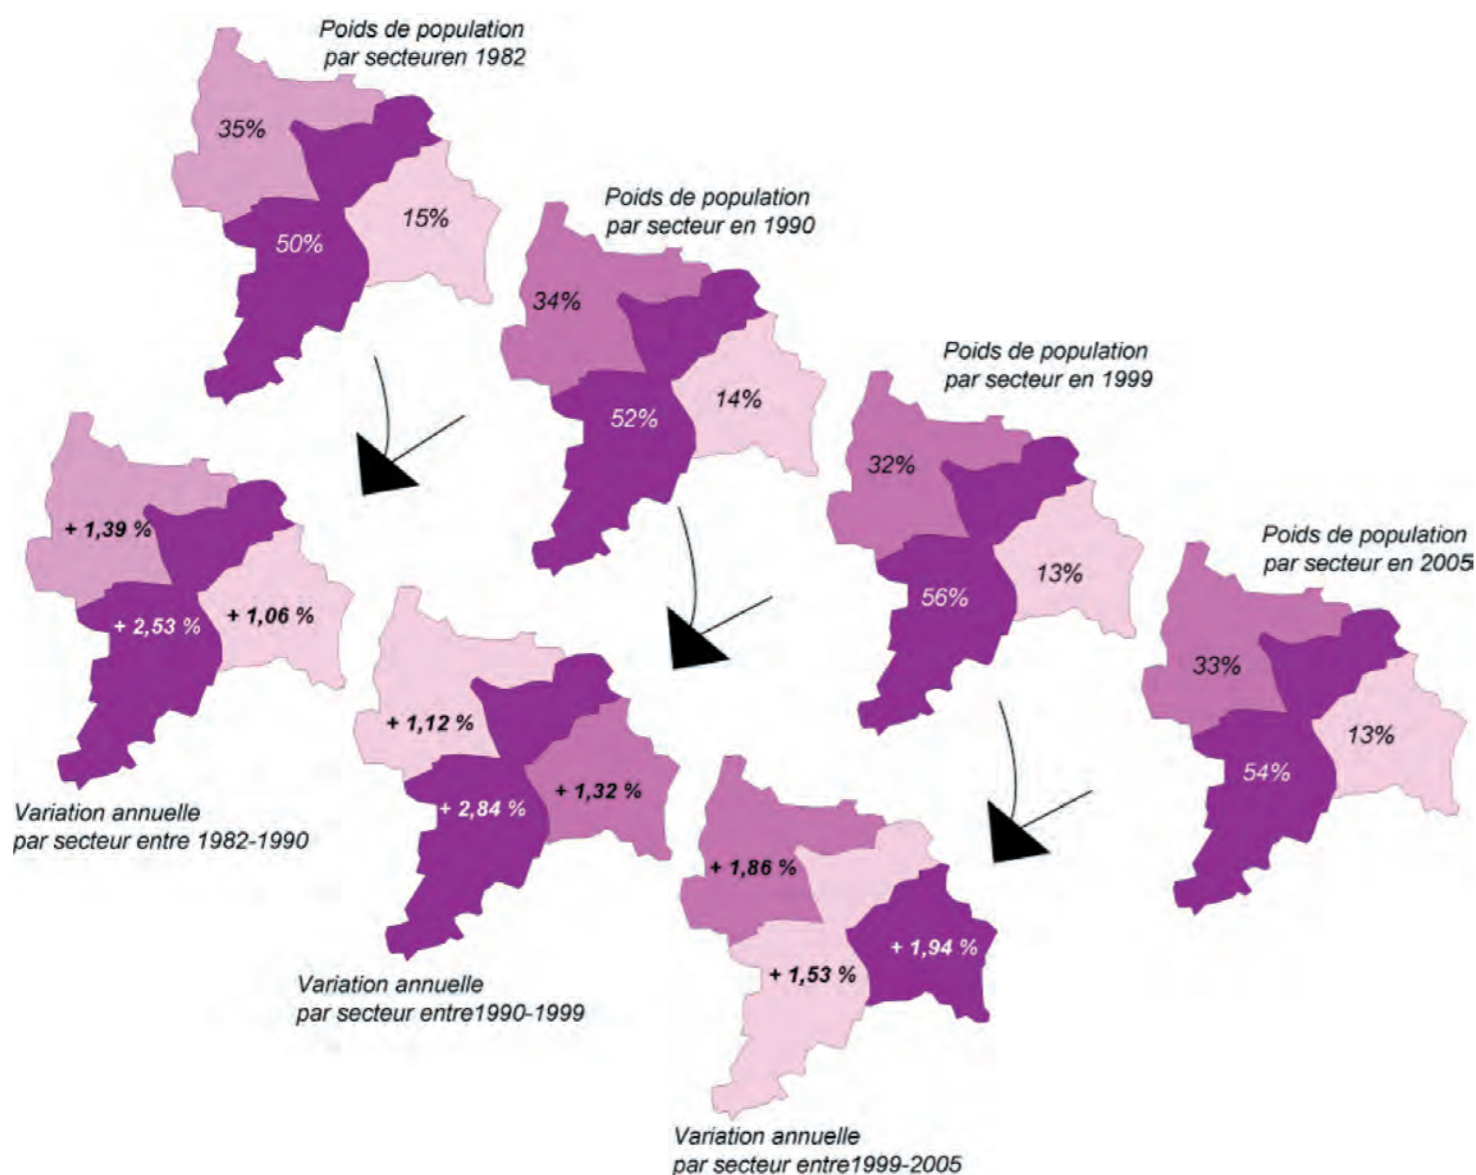 Poids de population
par secteuren 1982
35%
15%
50%
Poids de population
par secteur en 1990
34%
14%
52%
Poids de population
par secteur en 1999
32%
13%
56%
Poids de population
par secteur en 2005
33%
13%
54%
+ 1,39 %
+ 1,06 %
+ 2,53 %
Variation annuelle
par secteur entre 1982-1990
+ 1,12 %
+ 1,32 %
+ 2,84 %
Variation annuelle
par secteur entre1990-1999
+ 1,86 %
+ 1,94 %
+ 1,53 %
Variation annuelle
par secteur entre1999-2005